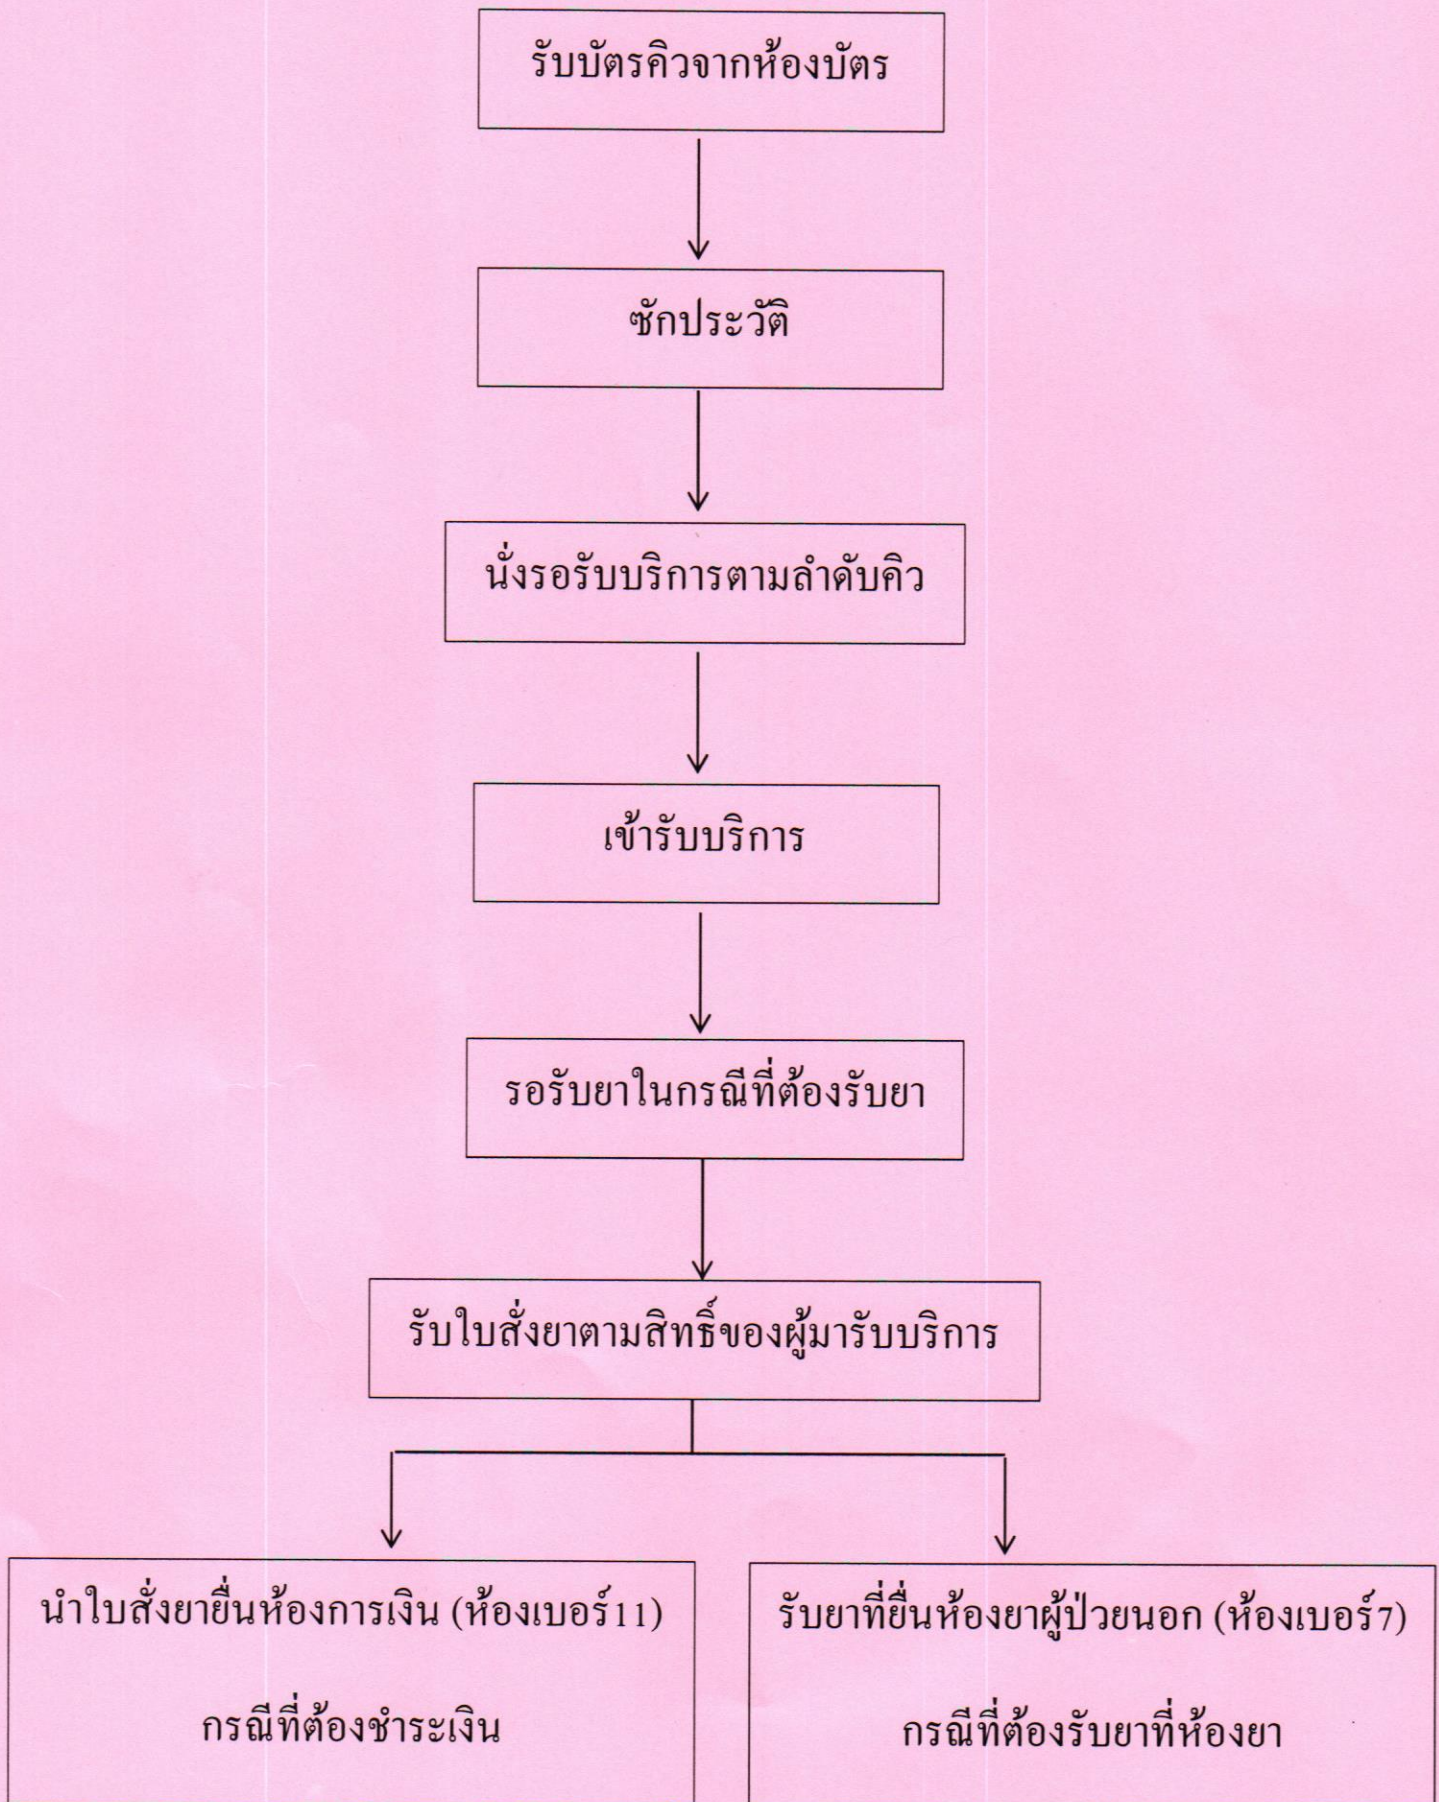 รับบัตรคิวจากห้องบัตร
ซักประวัติ
นั่งรอรับบริการตามลำดับคิว
เข้ารับบริการ
รอรับยาในกรณีที่ต้องรับยา
รับใบสั่งยาตามสิทธิ์ของผู้มารับบริการ
นำใบสั่งยายื่นห้องการเงิน (ห้องเบอร์11)
กรณีที่ต้องชำระเงิน
รับยาที่ยื่นห้องยาผู้ป่วยนอก (ห้องเบอร์7)
กรณีที่ต้องรับยาที่ห้องยา